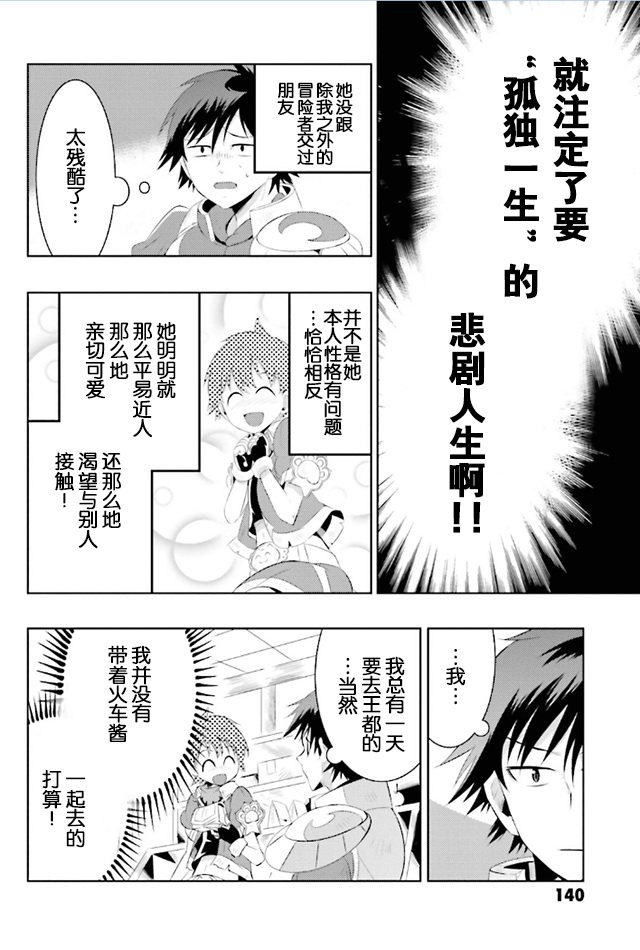 就注定了要
“孤独一生”的
悲剧人生啊!!
她没跟
除我之外的
冒险者交过
朋友
太残酷了…
并不是她
本人性格有问题
…恰恰相反
她明明就
那么平易近人
那么地
亲切可爱
还那么地
渴望与别人
接触！
…我…
我总有一天
要去王都的
…当然
我并没有
带着火车酱
一起去的
打算！
140